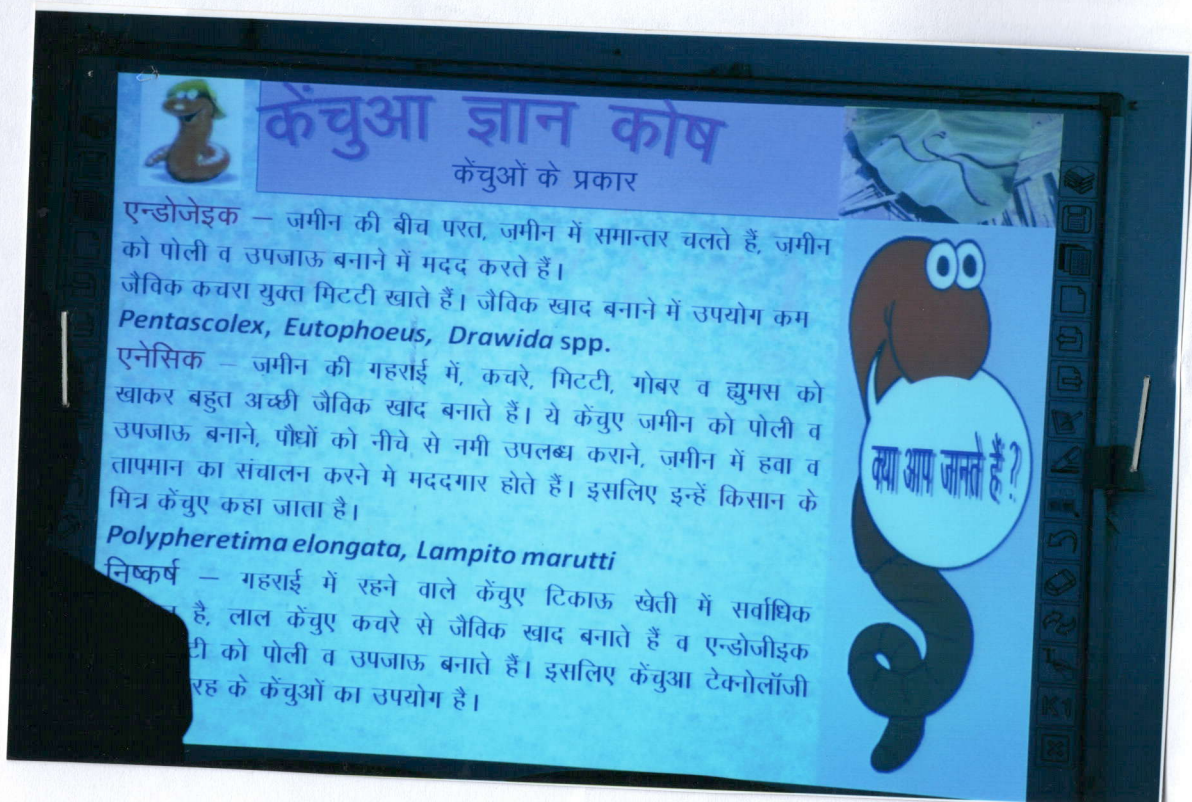 केंचुआ ज्ञान कोष
केंचुओं के प्रकार
एन्डोजेइक – जमीन की बीच परत, जमीन में समान्तर चलते हैं, जमीन
को पोली व उपजाऊ बनाने में मदद करते हैं।
जैविक कचरा युक्त मिटटी खाते हैं। जैविक खाद बनाने में उपयोग कम
Pentascolex, Eutophoeus, Drawida spp.
एनेसिक – जमीन की गहराई में, कचरे, मिटटी, गोबर व ह्युमस को
खाकर बहुत अच्छी जैविक खाद बनाते हैं। ये केंचुए जमीन को पोली व
उपजाऊ बनाने, पौधों को नीचे से नमी उपलब्ध कराने, जमीन में हवा व
तापमान का संचालन करने मे मददगार होते हैं। इसलिए इन्हें किसान के
मित्र केंचुए कहा जाता है।
Polypheretima elongata, Lampito marutti
निष्कर्ष – गहराई में रहने वाले केंचुए टिकाऊ खेती में सर्वाधिक
है, लाल केंचुए कचरे से जैविक खाद बनाते हैं व एन्डोजीइक
को पोली व उपजाऊ बनाते हैं। इसलिए केंचुआ टेक्नोलॉजी
के केंचुओं का उपयोग है।
क्या आप जानते हैं ?